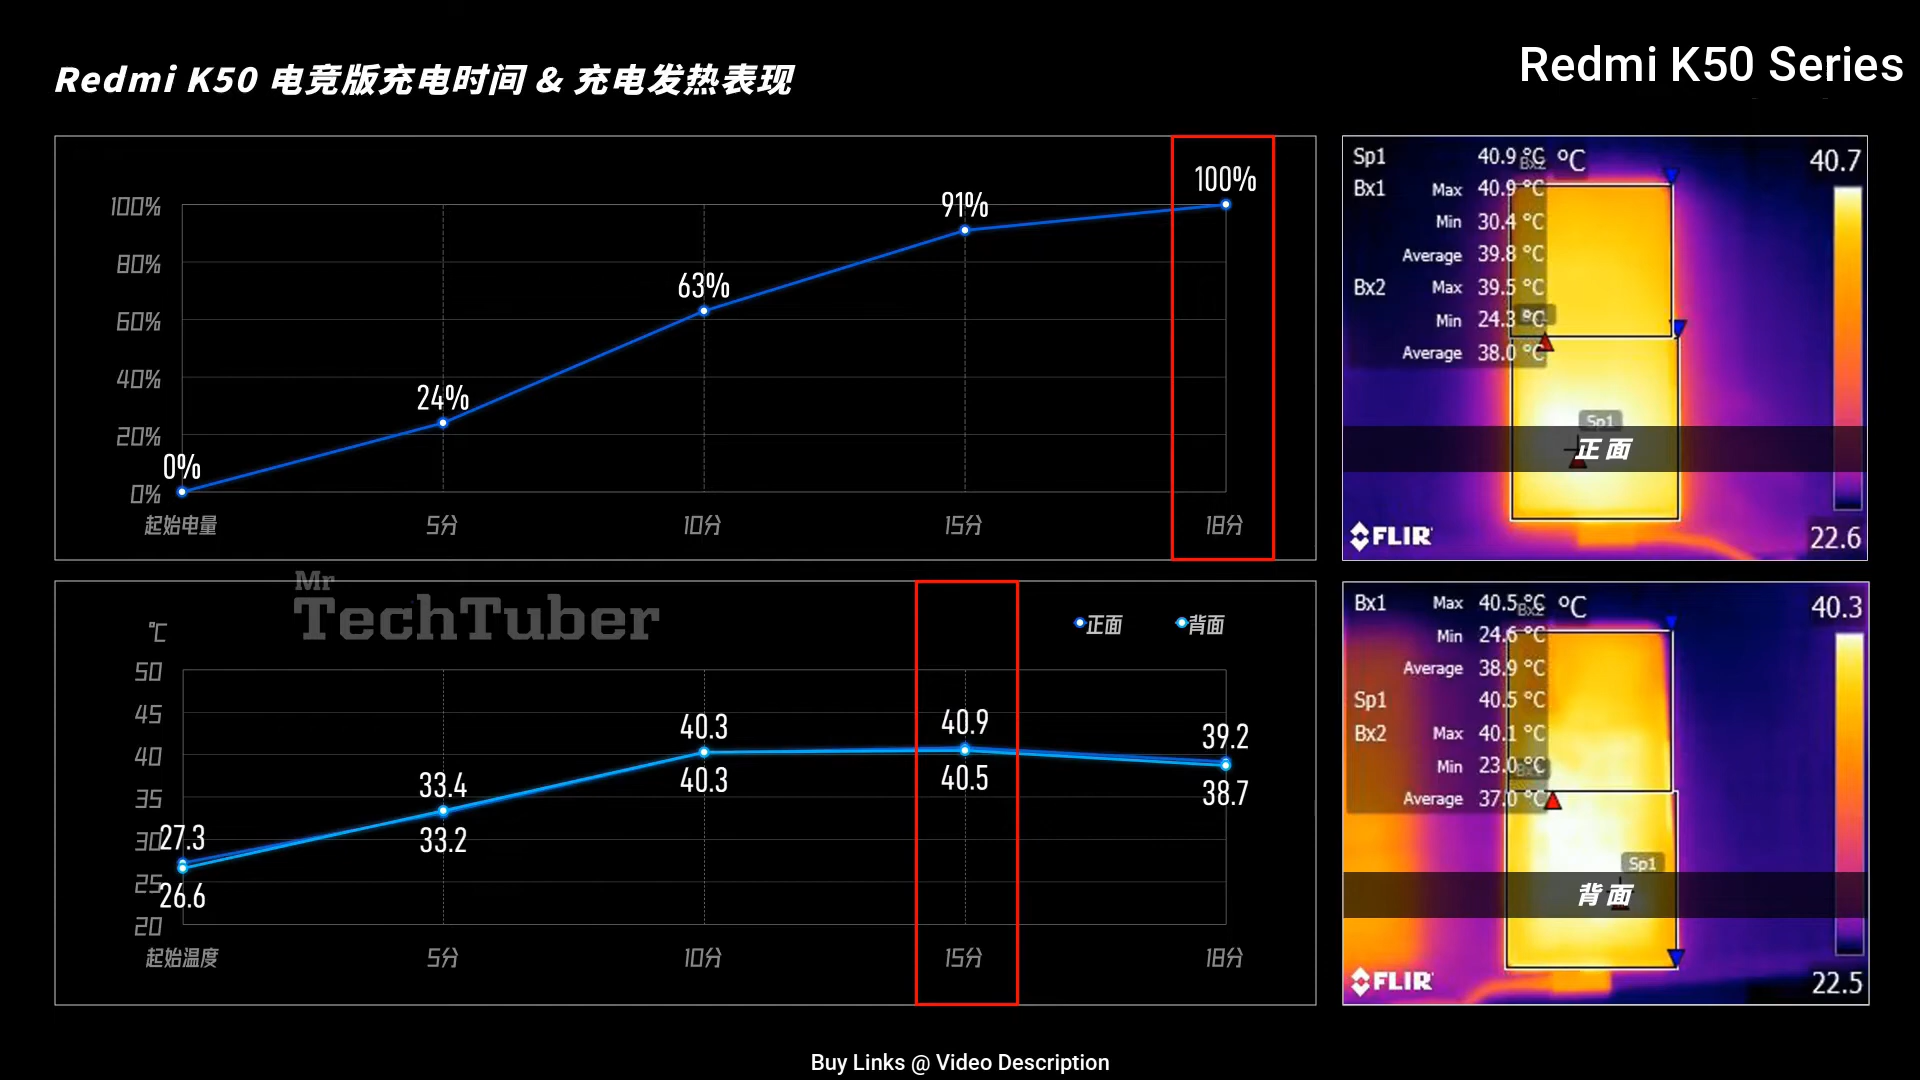 Redmi K50 电竞版充电时间 & 充电发热表现
Redmi K50 Series
100%
80%
60%
40%
20%
0%
0%
24%
63%
91%
100%
起始电量
5分
10分
15分
18分
Sp1 40.9 °C
Bx1 Max 40.9 °C
Min 30.4 °C
Average 39.8 °C
Bx2 Max 39.5 °C
Min 24.3 °C
Average 38.0 °C
Bx2
°C
40.7
Sp1
正面
FLIR
22.6
Mr
TechTuber
°C
正面
背面
50
45
40
35
30
25
20
27.3
33.4
40.3
40.9
39.2
26.6
33.2
40.3
40.5
38.7
起始温度
5分
10分
15分
18分
Bx1 Max 40.5 °C
Min 24.6 °C
Average 38.9 °C
Sp1 40.5 °C
Bx2 Max 40.1 °C
Min 23.0 °C
Average 37.0 °C
Bx2
°C
40.3
Sp1
背面
FLIR
22.5
Buy Links @ Video Description